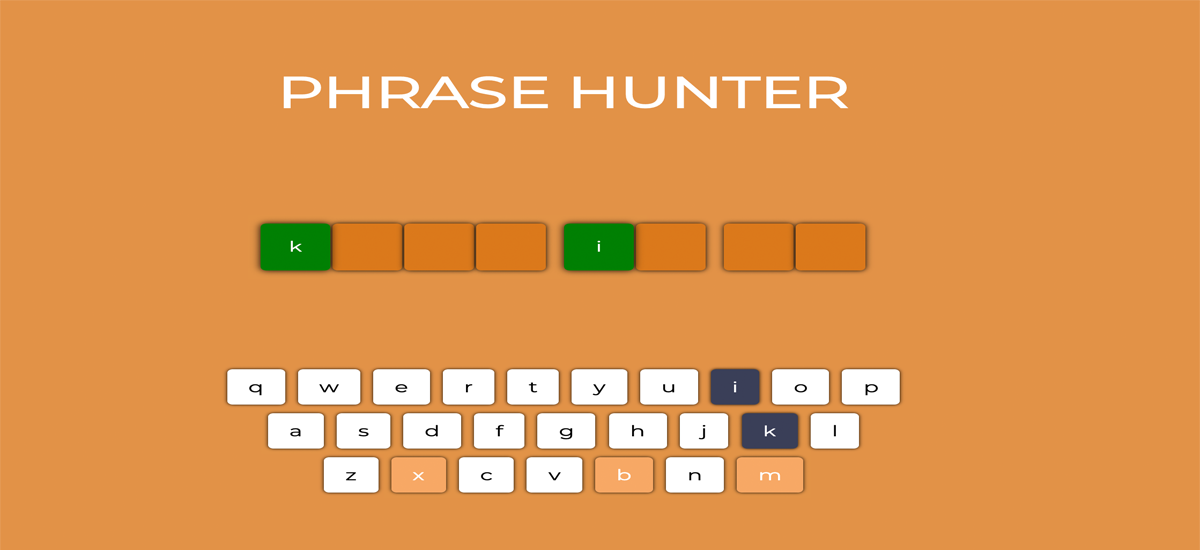 PHRASE HUNTER
k i
q w e r t y u i o p
a s d f g h j k l
z x c v b n m